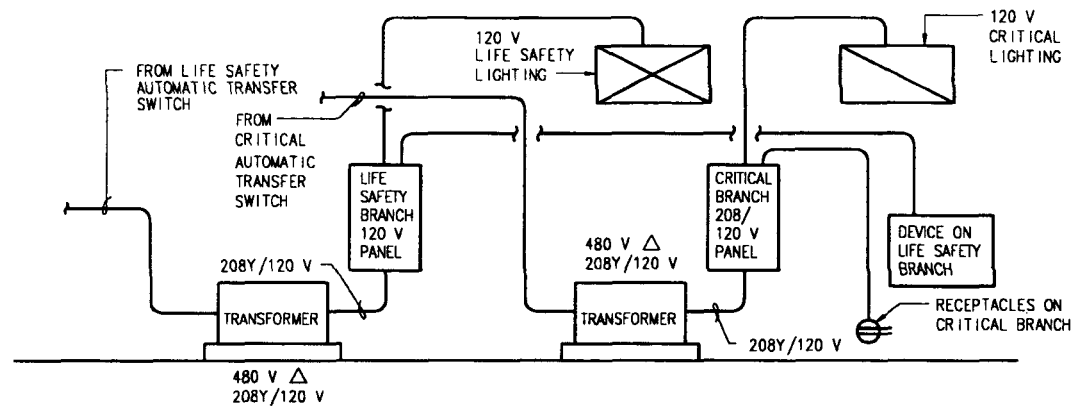 FROM LIFE SAFETY
AUTOMATIC TRANSFER
SWITCH
FROM
CRITICAL
AUTOMATIC
TRANSFER
SWITCH
120 V
LIFE SAFETY
LIGHTING
120 V
CRITICAL
LIGHTING
LIFE
SAFETY
BRANCH
120 V
PANEL
CRITICAL
BRANCH
208/
120 V
PANEL
DEVICE ON
LIFE SAFETY
BRANCH
208Y/120 V
480 V △
208Y/120 V
TRANSFORMER
TRANSFORMER
208Y/120 V
RECEPTACLES ON
CRITICAL BRANCH
480 V △
208Y/120 V